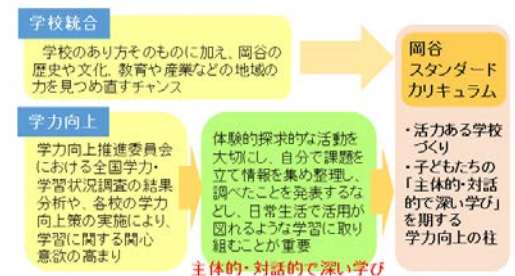 学校統合
学校のあり方そのものに加え、岡谷の
歴史や文化、教育や産業などの地域の
力を見つめ直すチャンス
学力向上
学力向上推進委員会
における全国学力・
学習状況調査の結果
分析や、各校の学力
向上策の実施により、
学習に関する関心
意欲の高まり
体験的探求的な活動を
大切にし、自分で課題を
立て情報を集め整理し、
調べたことを発表するな
どし、日常生活で活用が
図れるような学習に取り
組むことが重要
主体的・対話的で深い学び
岡谷
スタンダード
カリキュラム
・活力ある学校
づくり
・子どもたちの
「主体的・対話
的で深い学び」
を期する
学力向上の柱